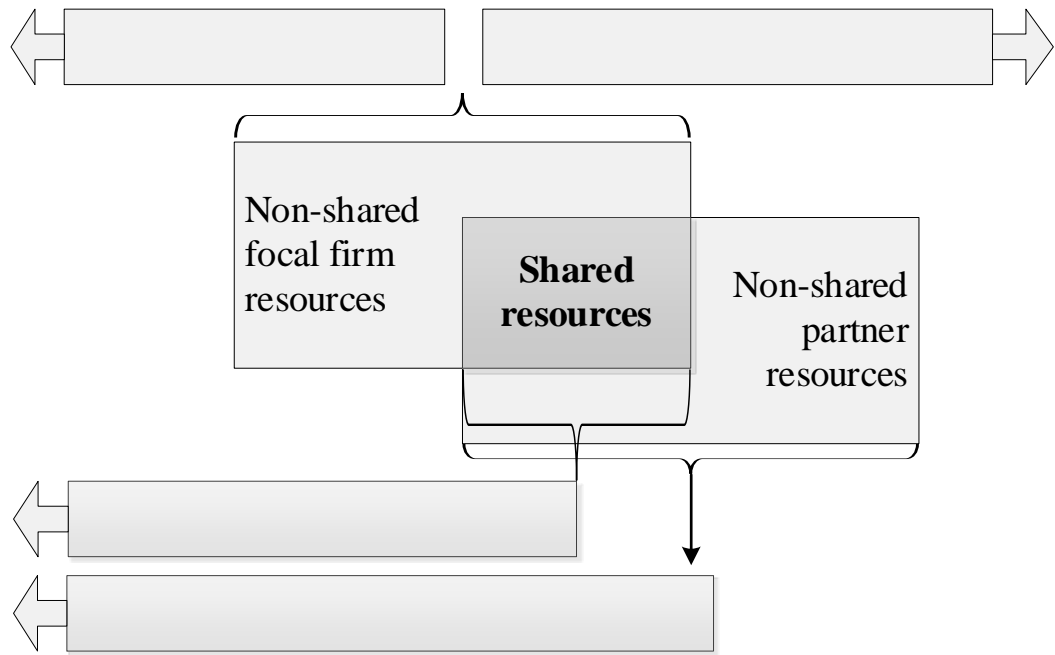 Non-shared
focal firm
resources
Shared
resources
Non-shared
partner
resources